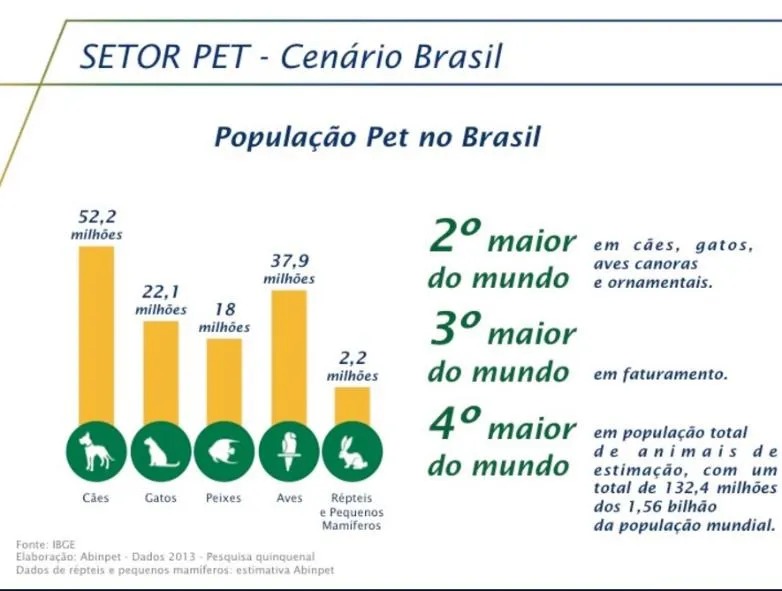 SETOR PET - Cenário Brasil
População Pet no Brasil
52,2
milhões
22,1
milhões
18
milhões
37,9
milhões
2,2
milhões
Cães
Gatos
Peixes
Aves
Répteis
e Pequenos
Mamíferos
2º maior
do mundo
em cães, gatos,
aves canoras
e ornamentais.
3º maior
do mundo
em faturamento.
4º maior
do mundo
em população total
de animais de
estimação, com um
total de 132,4 milhões
dos 1,56 bilhão
da população mundial.
Fonte: IBGE
Elaboração: Abinpet - Dados 2013 - Pesquisa quinquenal
Dados de répteis e pequenos mamíferos: estimativa Abinpet